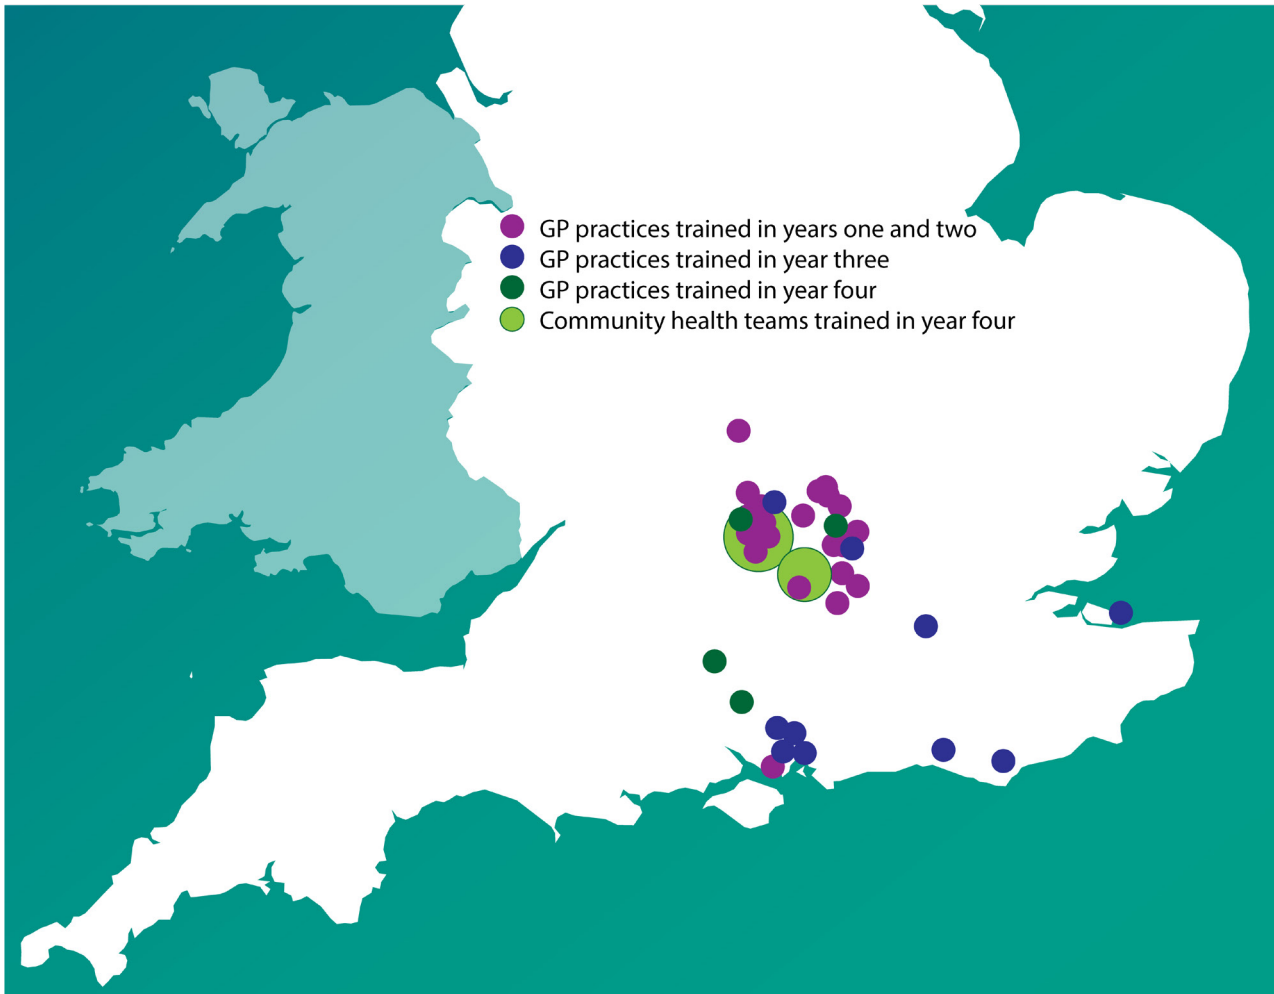 GP practices trained in years one and two
GP practices trained in year three
GP practices trained in year four
Community health teams trained in year four